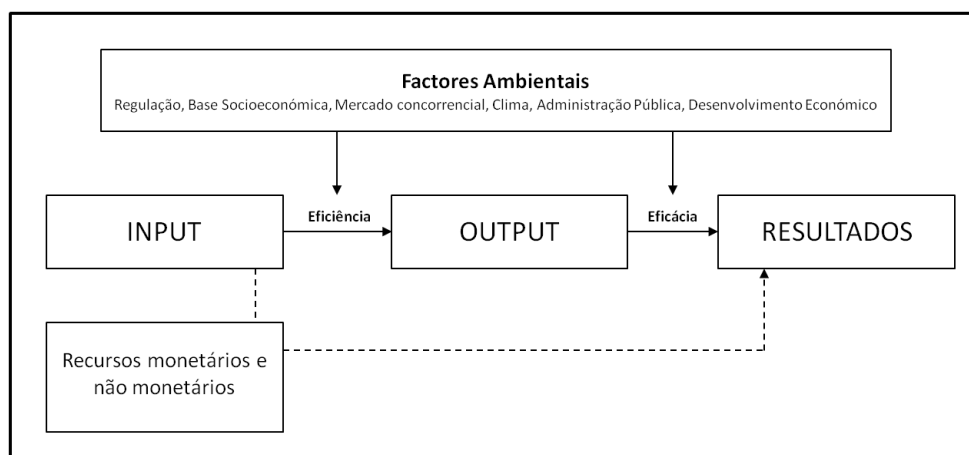 Factores Ambientais
Regulação, Base Socioeconómica, Mercado concorrencial, Clima, Administração Pública, Desenvolvimento Económico
INPUT
Eficiência
OUTPUT
Eficácia
RESULTADOS
Recursos monetários e
não monetários